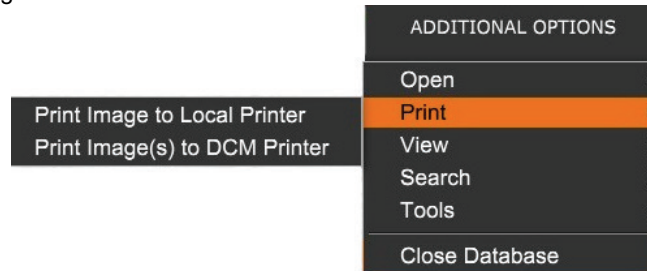 ADDITIONAL OPTIONS
Open
Print
Print Image to Local Printer
Print Image(s) to DCM Printer
View
Search
Tools
Close Database